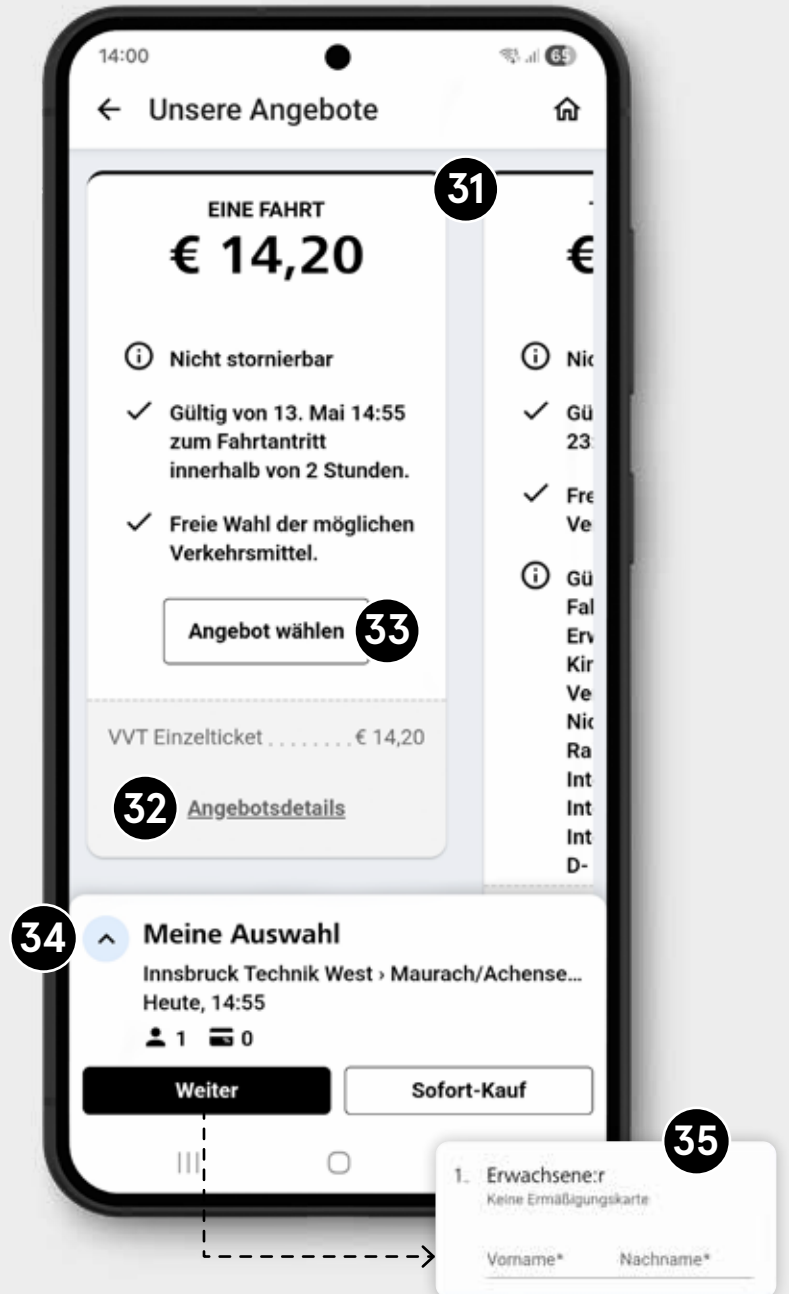 14:00
65
Unsere Angebote
31
EINE FAHRT
€ 14,20
Nicht stornierbar
Gültig von 13. Mai 14:55
zum Fahrtantritt
innerhalb von 2 Stunden.
Freie Wahl der möglichen
Verkehrsmittel.
Angebot wählen
33
VVT Einzelticket ........ € 14,20
32
Angebotsdetails
€
Nic
Gü
23:
Fre
Ve
Gü
Fal
Erv
Kir
Ve
Nic
Ra
Int
Int
Int
D-
34
Meine Auswahl
Innsbruck Technik West › Maurach/Achense...
Heute, 14:55
1 0
Weiter
Sofort-Kauf
35
1. Erwachsene:r
Keine Ermäßigungskarte
Vorname* Nachname*